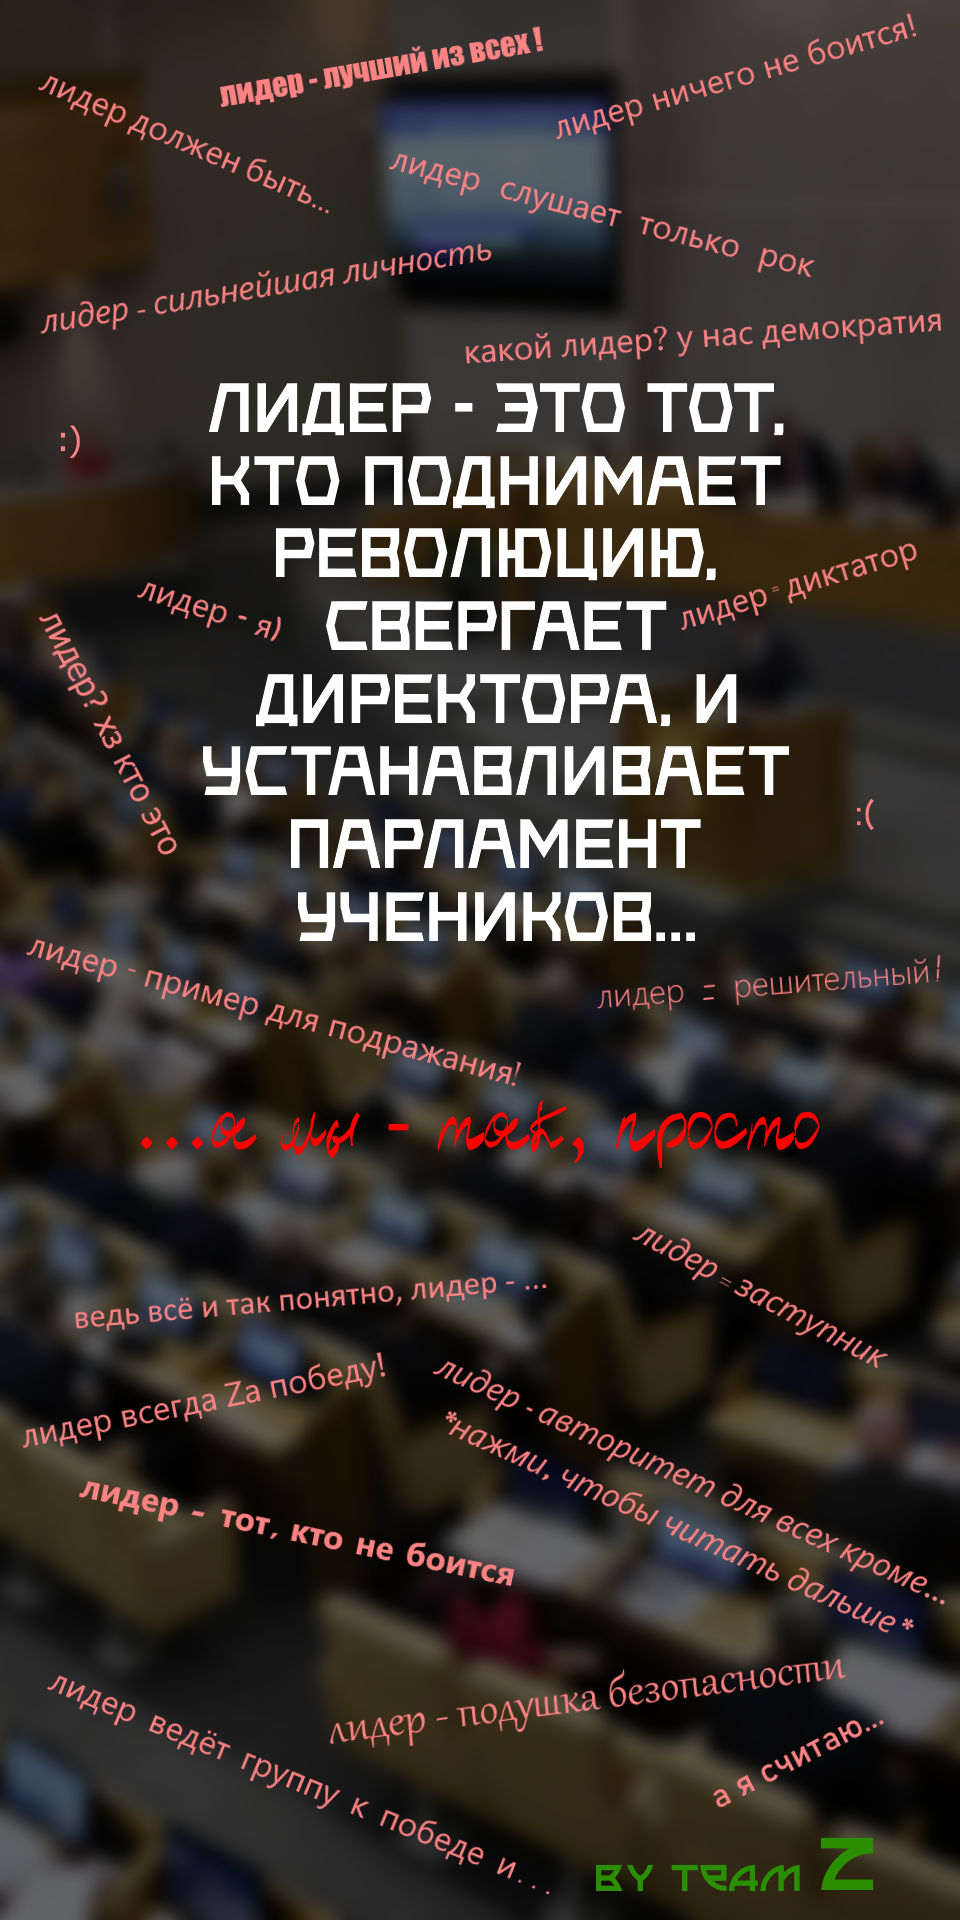 лидер - лучший из всех !
лидер ничего не боится!
лидер должен быть...
лидер слушает только рок
лидер - сильнейшая личность
какой лидер? у нас демократия
ЛИДЕР - ЭТО ТОТ,
:)
КТО ПОДНИМАЕТ
РЕВОЛЮЦИЮ,
лидер = диктатор
лидер - я)
СВЕРГАЕТ
лидер? хз кто это
ДИРЕКТОРА, И
УСТАНАВЛИВАЕТ
:(
ПАРЛАМЕНТ
УЧЕНИКОВ...
лидер - пример для подражания!
лидер = решительный!
...а мы - так, просто
лидер = заступник
ведь всё и так понятно, лидер - ...
лидер всегда Za победу!
лидер - авторитет для всех кроме...
*нажми, чтобы читать дальше *
лидер - тот, кто не боится
лидер - подушка безопасности
лидер ведёт группу к победе и...
а я считаю...
BY TEAM Z